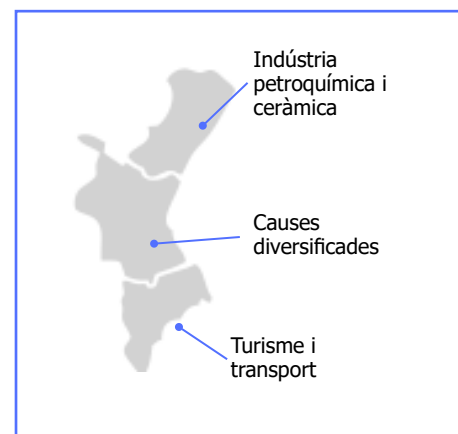 Indústria
petroquímica i
ceràmica
Causes
diversificades
Turisme i
transport